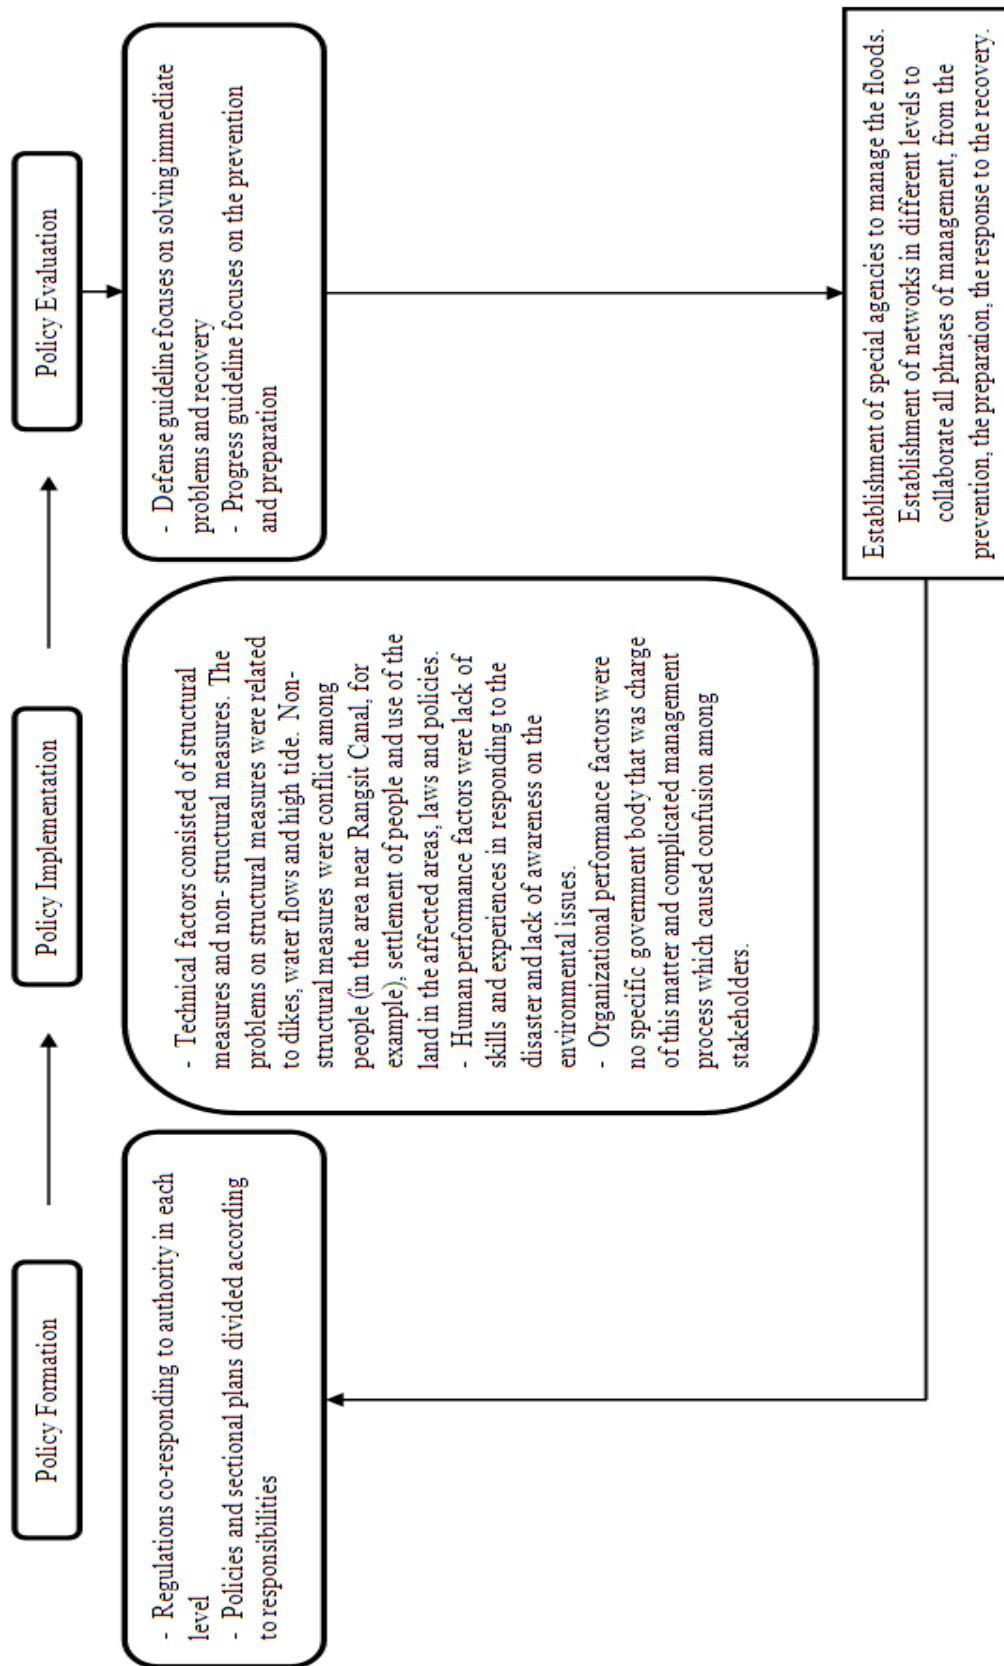 Policy Formation
Policy Implementation
Policy Evaluation
- Regulations co-responding to authority in each
level
- Policies and sectional plans divided according
to responsibilities
- Technical factors consisted of structural
measures and non- structural measures. The
problems on structural measures were related
to dikes, water flows and high tide. Non-
structural measures were conflict among
people (in the area near Rangsit Canal, for
example), settlement of people and use of the
land in the affected areas, laws and policies.
- Human performance factors were lack of
skills and experiences in responding to the
disaster and lack of awareness on the
environmental issues.
- Organizational performance factors were
no specific government body that was charge
of this matter and complicated management
process which caused confusion among
stakeholders.
- Defense guideline focuses on solving immediate
problems and recovery
- Progress guideline focuses on the prevention
and preparation
Establishment of special agencies to manage the floods.
Establishment of networks in different levels to
collaborate all phrases of management, from the
prevention, the preparation, the response to the recovery.